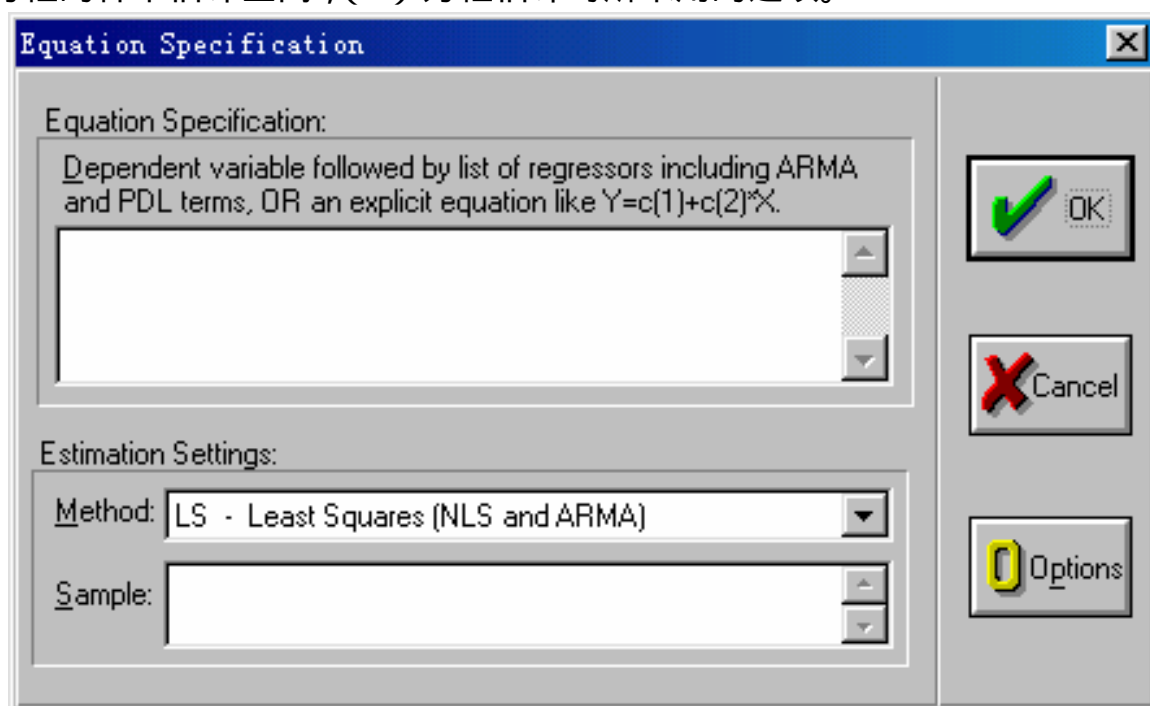 Equation Specification
Equation Specification:
Dependent variable followed by list of regressors including ARMA
and PDL terms, OR an explicit equation like Y=c(1)+c(2)*X.
OK
Cancel
Estimation Settings:
Method: LS - Least Squares (NLS and ARMA)
Sample:
Options